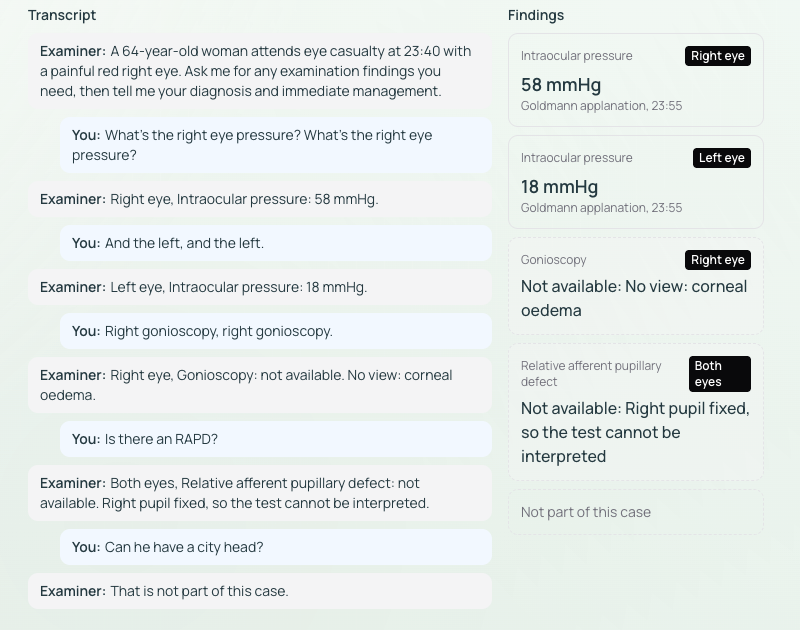 Transcript
Examiner: A 64-year-old woman attends eye casualty at 23:40 with
a painful red right eye. Ask me for any examination findings you
need, then tell me your diagnosis and immediate management.
You: What's the right eye pressure? What's the right eye
pressure?
Examiner: Right eye, Intraocular pressure: 58 mmHg.
You: And the left, and the left.
Examiner: Left eye, Intraocular pressure: 18 mmHg.
You: Right gonioscopy, right gonioscopy.
Examiner: Right eye, Gonioscopy: not available. No view: corneal
oedema.
You: Is there an RAPD?
Examiner: Both eyes, Relative afferent pupillary defect: not
available. Right pupil fixed, so the test cannot be interpreted.
You: Can he have a city head?
Examiner: That is not part of this case.
Findings
Intraocular pressure Right eye
58 mmHg
Goldmann applanation, 23:55
Intraocular pressure Left eye
18 mmHg
Goldmann applanation, 23:55
Gonioscopy Right eye
Not available: No view: corneal
oedema
Relative afferent pupillary Both
defect eyes
Not available: Right pupil fixed,
so the test cannot be
interpreted
Not part of this case